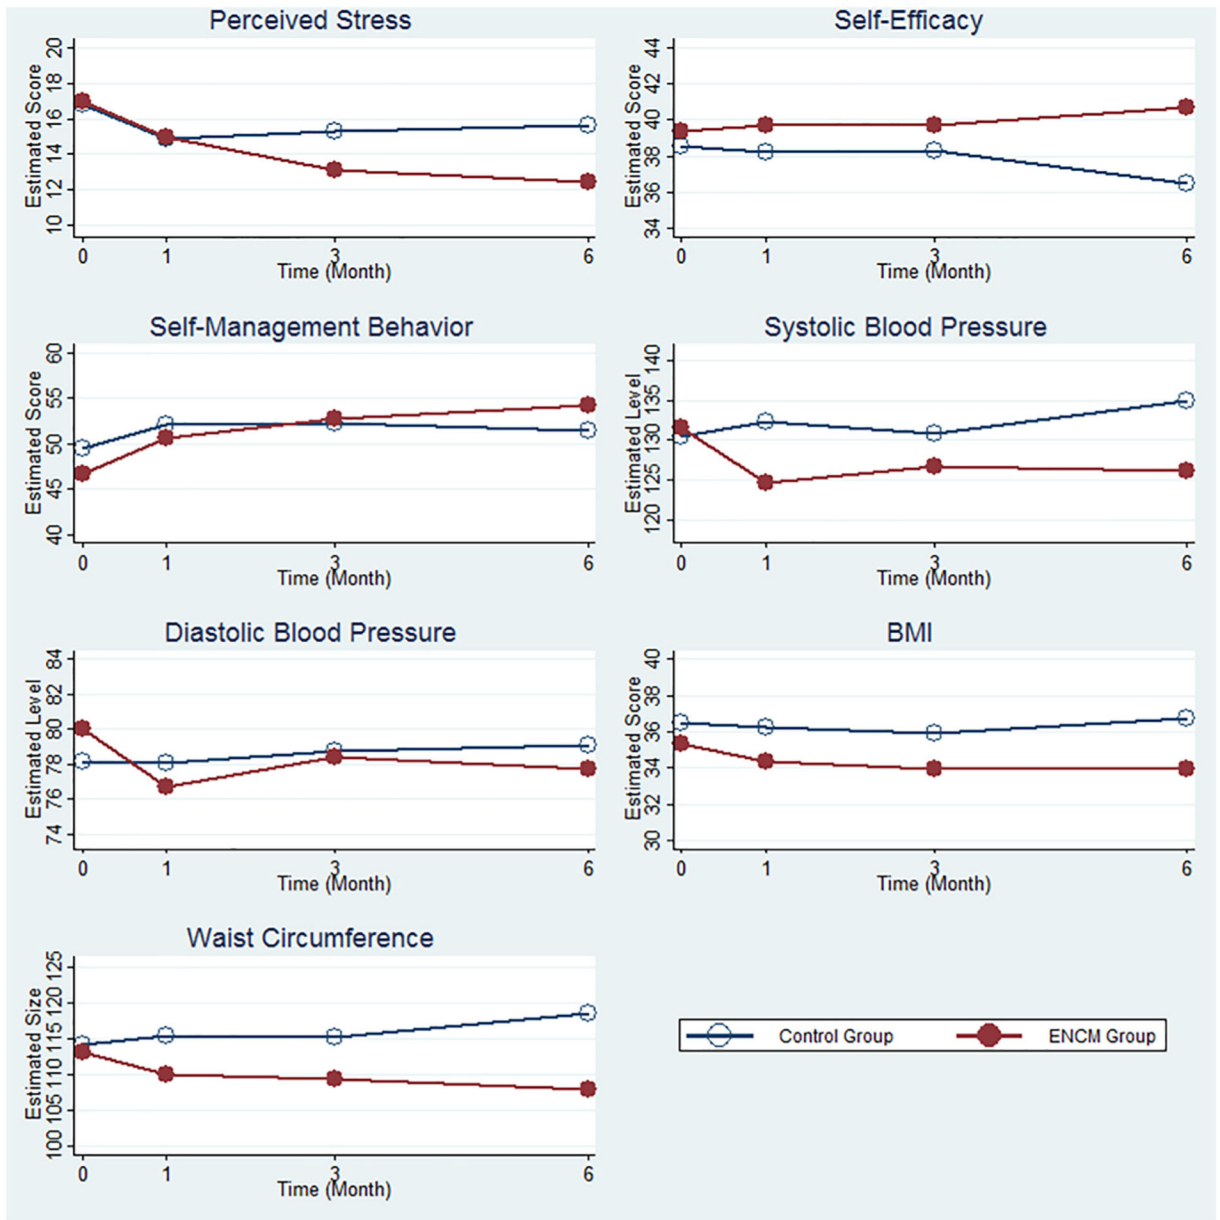 Perceived Stress
Estimated Score
20
18
16
14
12
10
0 1 3 6
Time (Month)
Self-Efficacy
Estimated Score
44
42
40
38
36
34
0 1 3 6
Time (Month)
Self-Management Behavior
Estimated Score
60
55
50
45
40
0 1 3 6
Time (Month)
Systolic Blood Pressure
Estimated Level
140
135
130
125
120
0 1 3 6
Time (Month)
Diastolic Blood Pressure
Estimated Level
84
82
80
78
76
74
0 1 3 6
Time (Month)
BMI
Estimated Score
40
38
36
34
32
30
0 1 3 6
Time (Month)
Waist Circumference
Estimated Size
125
120
115
110
105
100
0 1 3 6
Time (Month)
Control Group ENCM Group